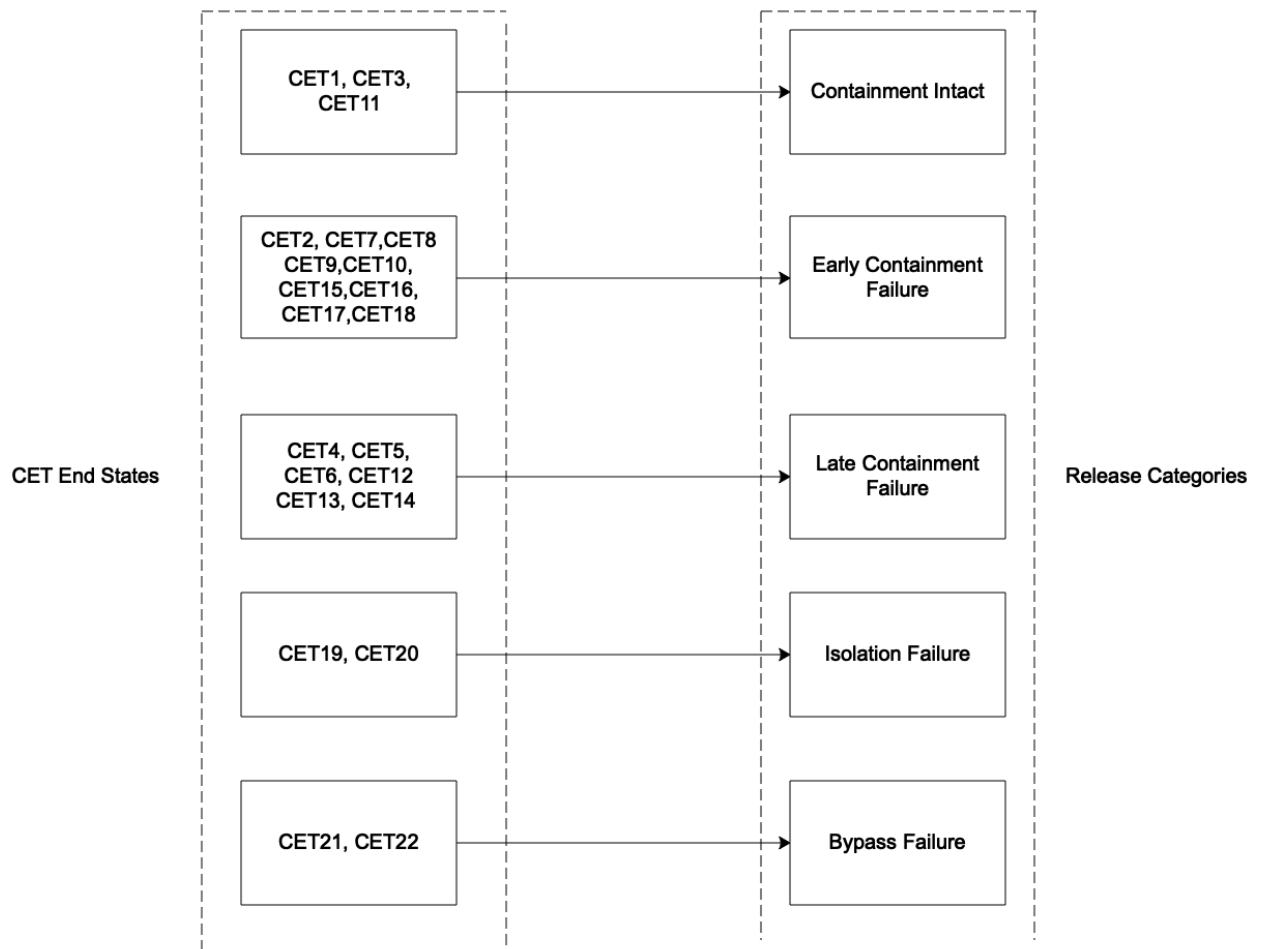 CET1, CET3,
CET11
Containment Intact
CET2, CET7,CET8
CET9,CET10,
CET15,CET16,
CET17,CET18
Early Containment
Failure
CET End States
CET4, CET5,
CET6, CET12
CET13, CET14
Late Containment
Failure
Release Categories
CET19, CET20
Isolation Failure
CET21, CET22
Bypass Failure